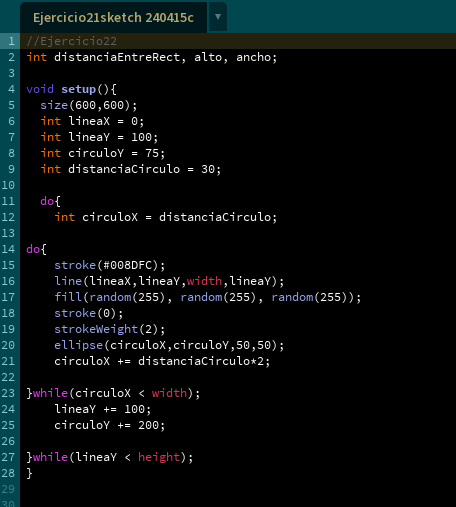 Ejercicio21sketch 240415c ▼
1 //Ejercicio22
2 int distanciaEntreRect, alto, ancho;
3
4 void setup(){
5   size(600,600);
6   int lineaX = 0;
7   int lineaY = 100;
8   int circuloY = 75;
9   int distanciaCirculo = 30;
10
11   do{
12     int circuloX = distanciaCirculo;
13
14 do{
15     stroke(#008DFC);
16     line(lineaX,lineaY,width,lineaY);
17     fill(random(255), random(255), random(255));
18     stroke(0);
19     strokeWeight(2);
20     ellipse(circuloX,circuloY,50,50);
21     circuloX += distanciaCirculo*2;
22
23 }while(circuloX < width);
24     lineaY += 100;
25     circuloY += 200;
26
27 }while(lineaY < height);
28 }
29
30